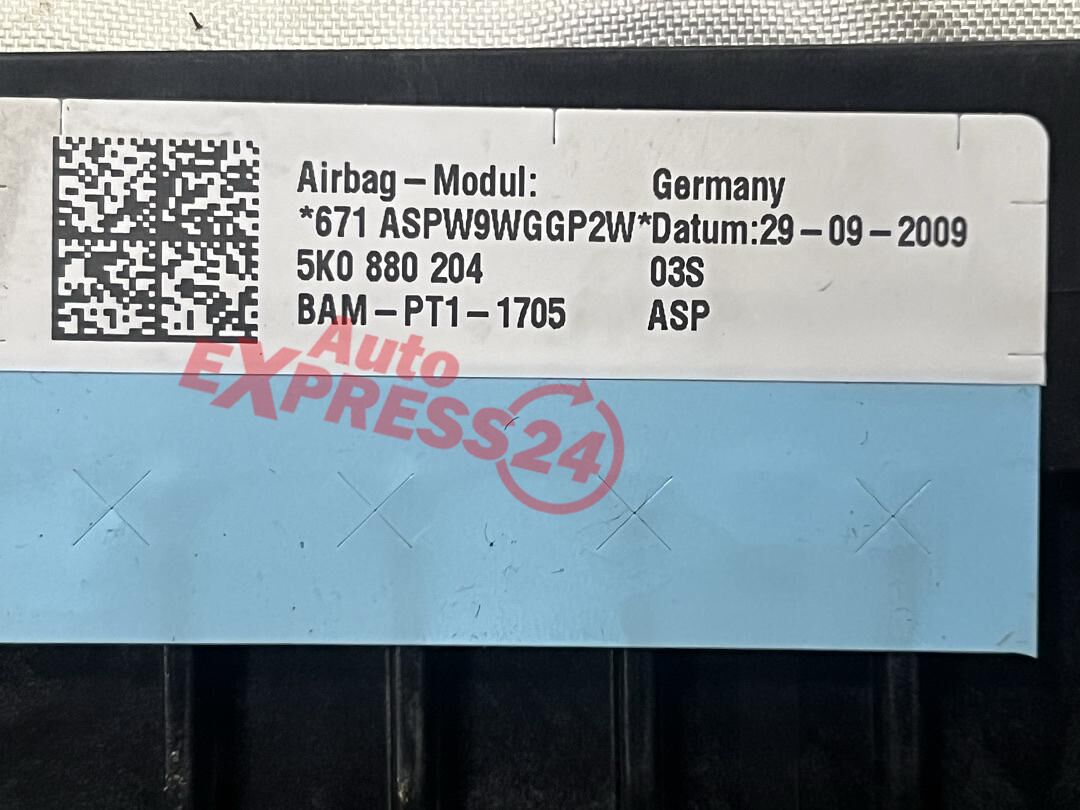 Airbag – Modul: Germany
*671 ASPW9WGGP2W*Datum:29 – 09 – 2009
5K0 880 204 03S
BAM – PT1 – 1705 ASP
Auto
EXPRESS24